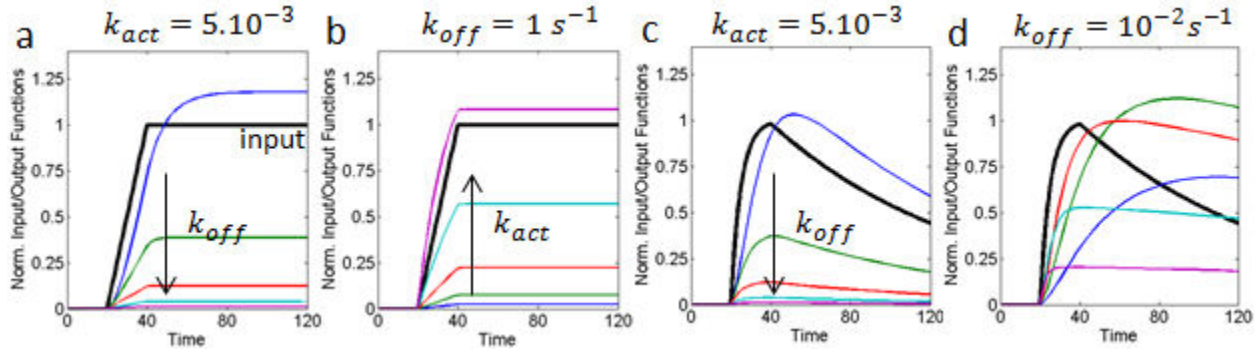 a k_act = 5.10⁻³
b k_off = 1 s⁻¹
c k_act = 5.10⁻³
d k_off = 10⁻² s⁻¹
Norm. Input/Output Functions
1.25
1
0.75
0.5
0.25
0
input
k_off
0 40 80 120
Time
Norm. Input/Output Functions
1.25
1
0.75
0.5
0.25
0
k_act
0 40 80 120
Time
Norm. Input/Output Functions
1.25
1
0.75
0.5
0.25
0
k_off
0 40 80 120
Time
Norm. Input/Output Functions
1.25
1
0.75
0.5
0.25
0
0 40 80 120
Time